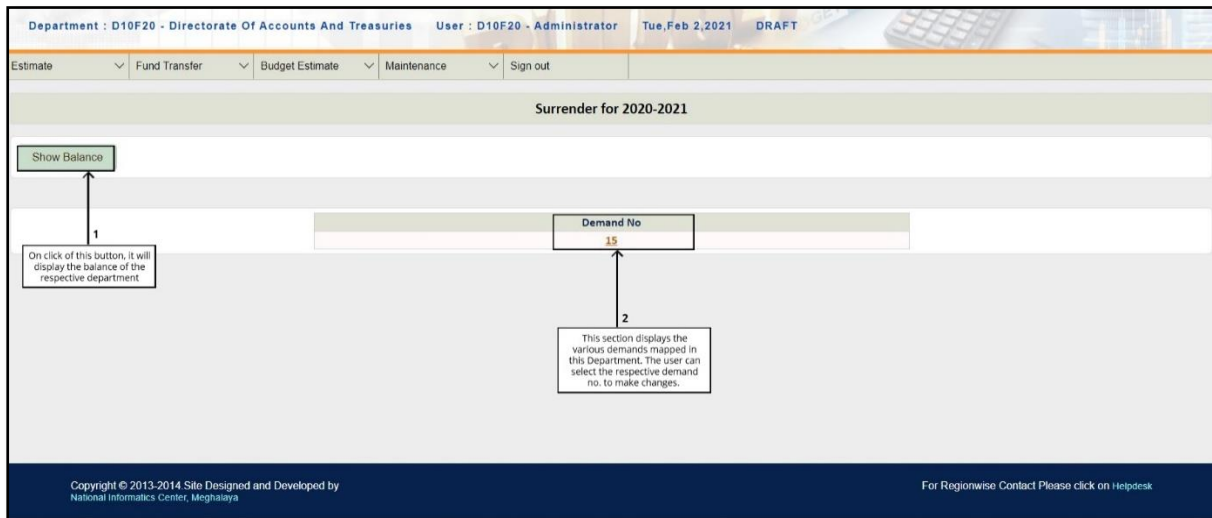 Department : D10F20 - Directorate Of Accounts And Treasuries User : D10F20 - Administrator Tue,Feb 2,2021 DRAFT
Estimate Fund Transfer Budget Estimate Maintenance Sign out
Surrender for 2020-2021
Show Balance
Demand No
15
1
On click of this button, it will
display the balance of the
respective department
2
This section displays the
various demands mapped in
this Department. The user can
select the respective demand
no. to make changes.
Copyright © 2013-2014.Site Designed and Developed by
National Informatics Center, Meghalaya
For Regionwise Contact Please click on Helpdesk